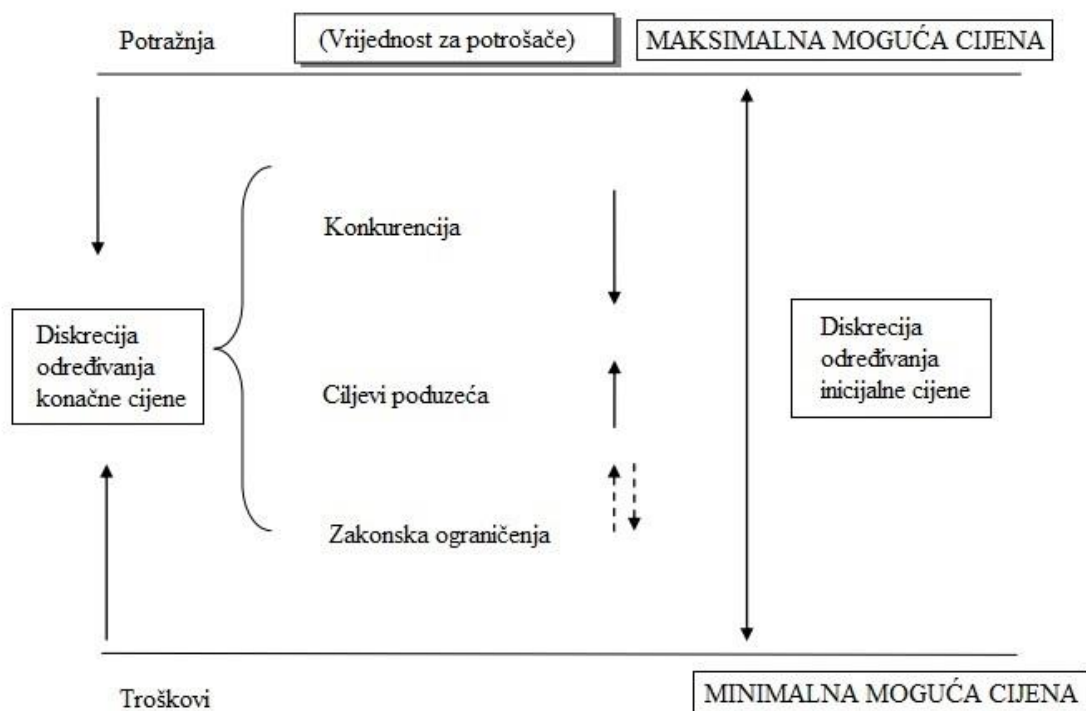 Potražnja
(Vrijednost za potrošače)
MAKSIMALNA MOGUĆA CIJENA
Konkurencija
Diskrecija
određivanja
konačne cijene
Ciljevi poduzeća
Diskrecija
određivanja
inicijalne cijene
Zakonska ograničenja
Troškovi
MINIMALNA MOGUĆA CIJENA